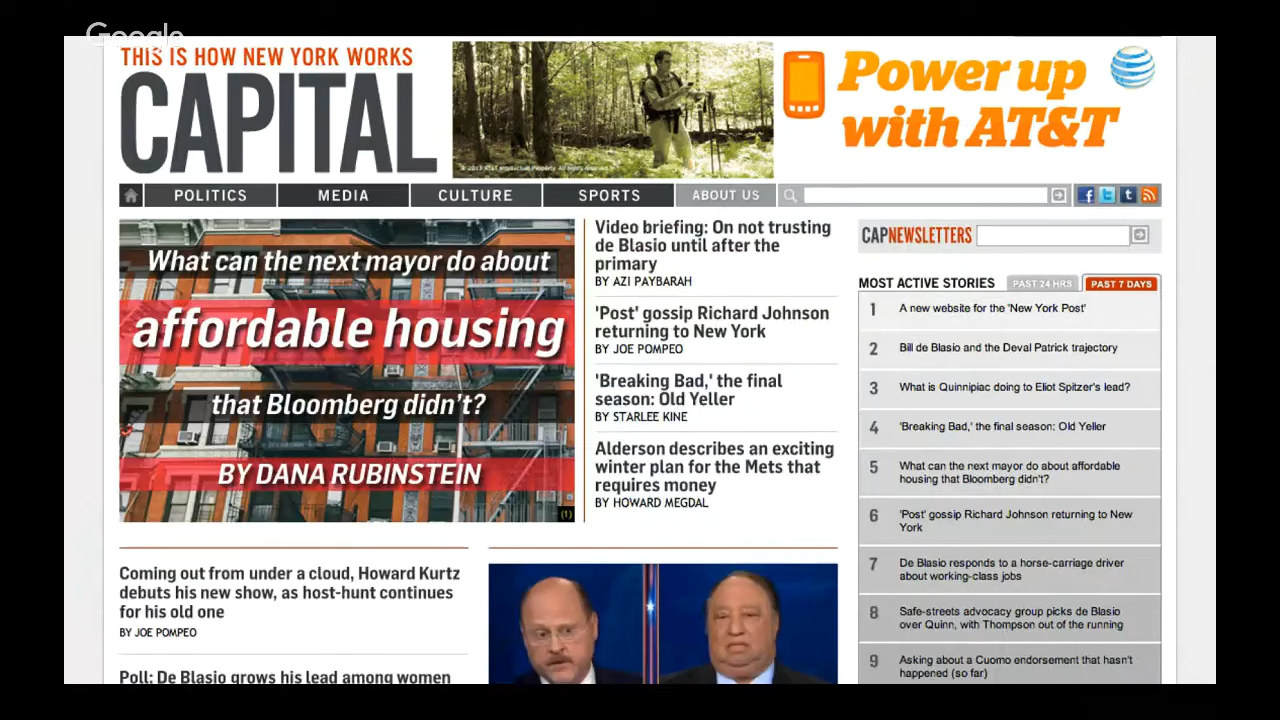 Google
THIS IS HOW NEW YORK WORKS
CAPITAL
Power up
with AT&T
POLITICS
MEDIA
CULTURE
SPORTS
ABOUT US
What can the next mayor do about
affordable housing
that Bloomberg didn't?
BY DANA RUBINSTEIN
(1)
Video briefing: On not trusting
de Blasio until after the
primary
BY AZI PAYBARAH
'Post' gossip Richard Johnson
returning to New York
BY JOE POMPEO
'Breaking Bad,' the final
season: Old Yeller
BY STARLEE KINE
Alderson describes an exciting
winter plan for the Mets that
requires money
BY HOWARD MEGDAL
CAPNEWSLETTERS
MOST ACTIVE STORIES
PAST 24 HRS
PAST 7 DAYS
1 A new website for the 'New York Post'
2 Bill de Blasio and the Deval Patrick trajectory
3 What is Quinnipiac doing to Eliot Spitzer's lead?
4 'Breaking Bad,' the final season: Old Yeller
5 What can the next mayor do about affordable
housing that Bloomberg didn't?
6 'Post' gossip Richard Johnson returning to New
York
7 De Blasio responds to a horse-carriage driver
about working-class jobs
8 Safe-streets advocacy group picks de Blasio
over Quinn, with Thompson out of the running
9 Asking about a Cuomo endorsement that hasn't
happened (so far)
Coming out from under a cloud, Howard Kurtz
debuts his new show, as host-hunt continues
for his old one
BY JOE POMPEO
Poll: De Blasio grows his lead among women